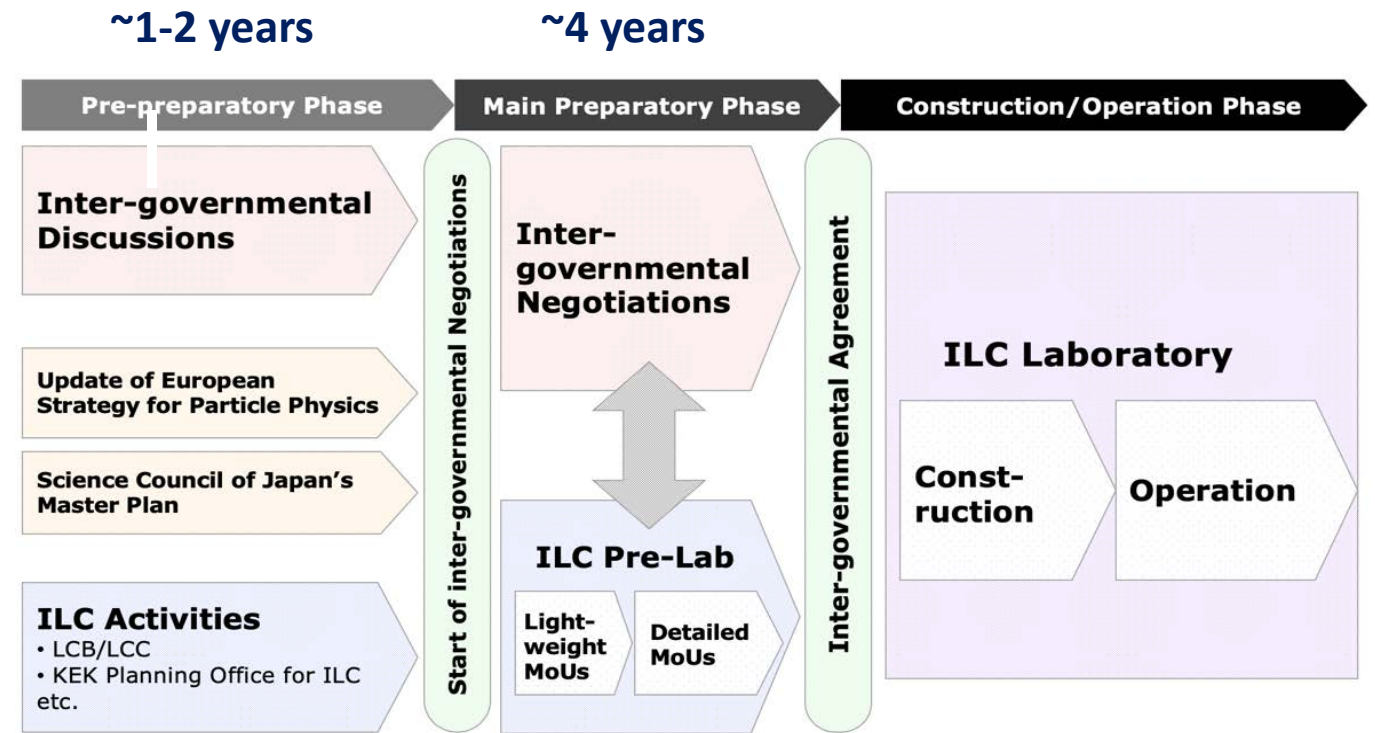 ~1-2 years
~4 years
Pre-preparatory Phase
Main Preparatory Phase
Construction/Operation Phase
Inter-governmental
Discussions
Update of European
Strategy for Particle Physics
Science Council of Japan’s
Master Plan
ILC Activities
• LCB/LCC
• KEK Planning Office for ILC
etc.
Start of inter-governmental Negotiations
Inter-
governmental
Negotiations
ILC Pre-Lab
Light-
weight
MoUs
Detailed
MoUs
Inter-governmental Agreement
ILC Laboratory
Const-
ruction
Operation